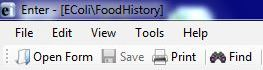 Enter - [EColi\FoodHistory]
File Edit View Tools Help
Open Form Save Print Find